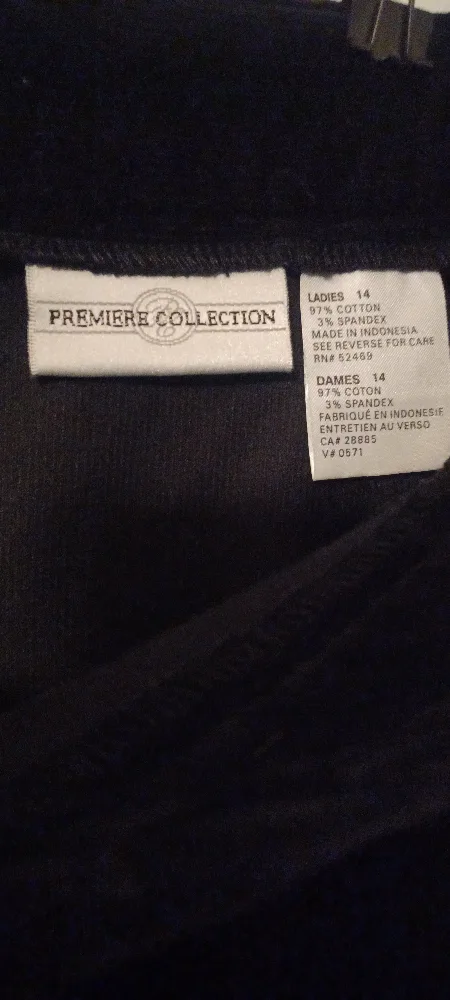 PREMIERE COLLECTION
LADIES 14
97% COTTON
3% SPANDEX
MADE IN INDONESIA
SEE REVERSE FOR CARE
RN# 52469
DAMES 14
97% COTON
3% SPANDEX
FABRIQUÉ EN INDONESIE
ENTRETIEN AU VERSO
CA# 28885
V# 0571